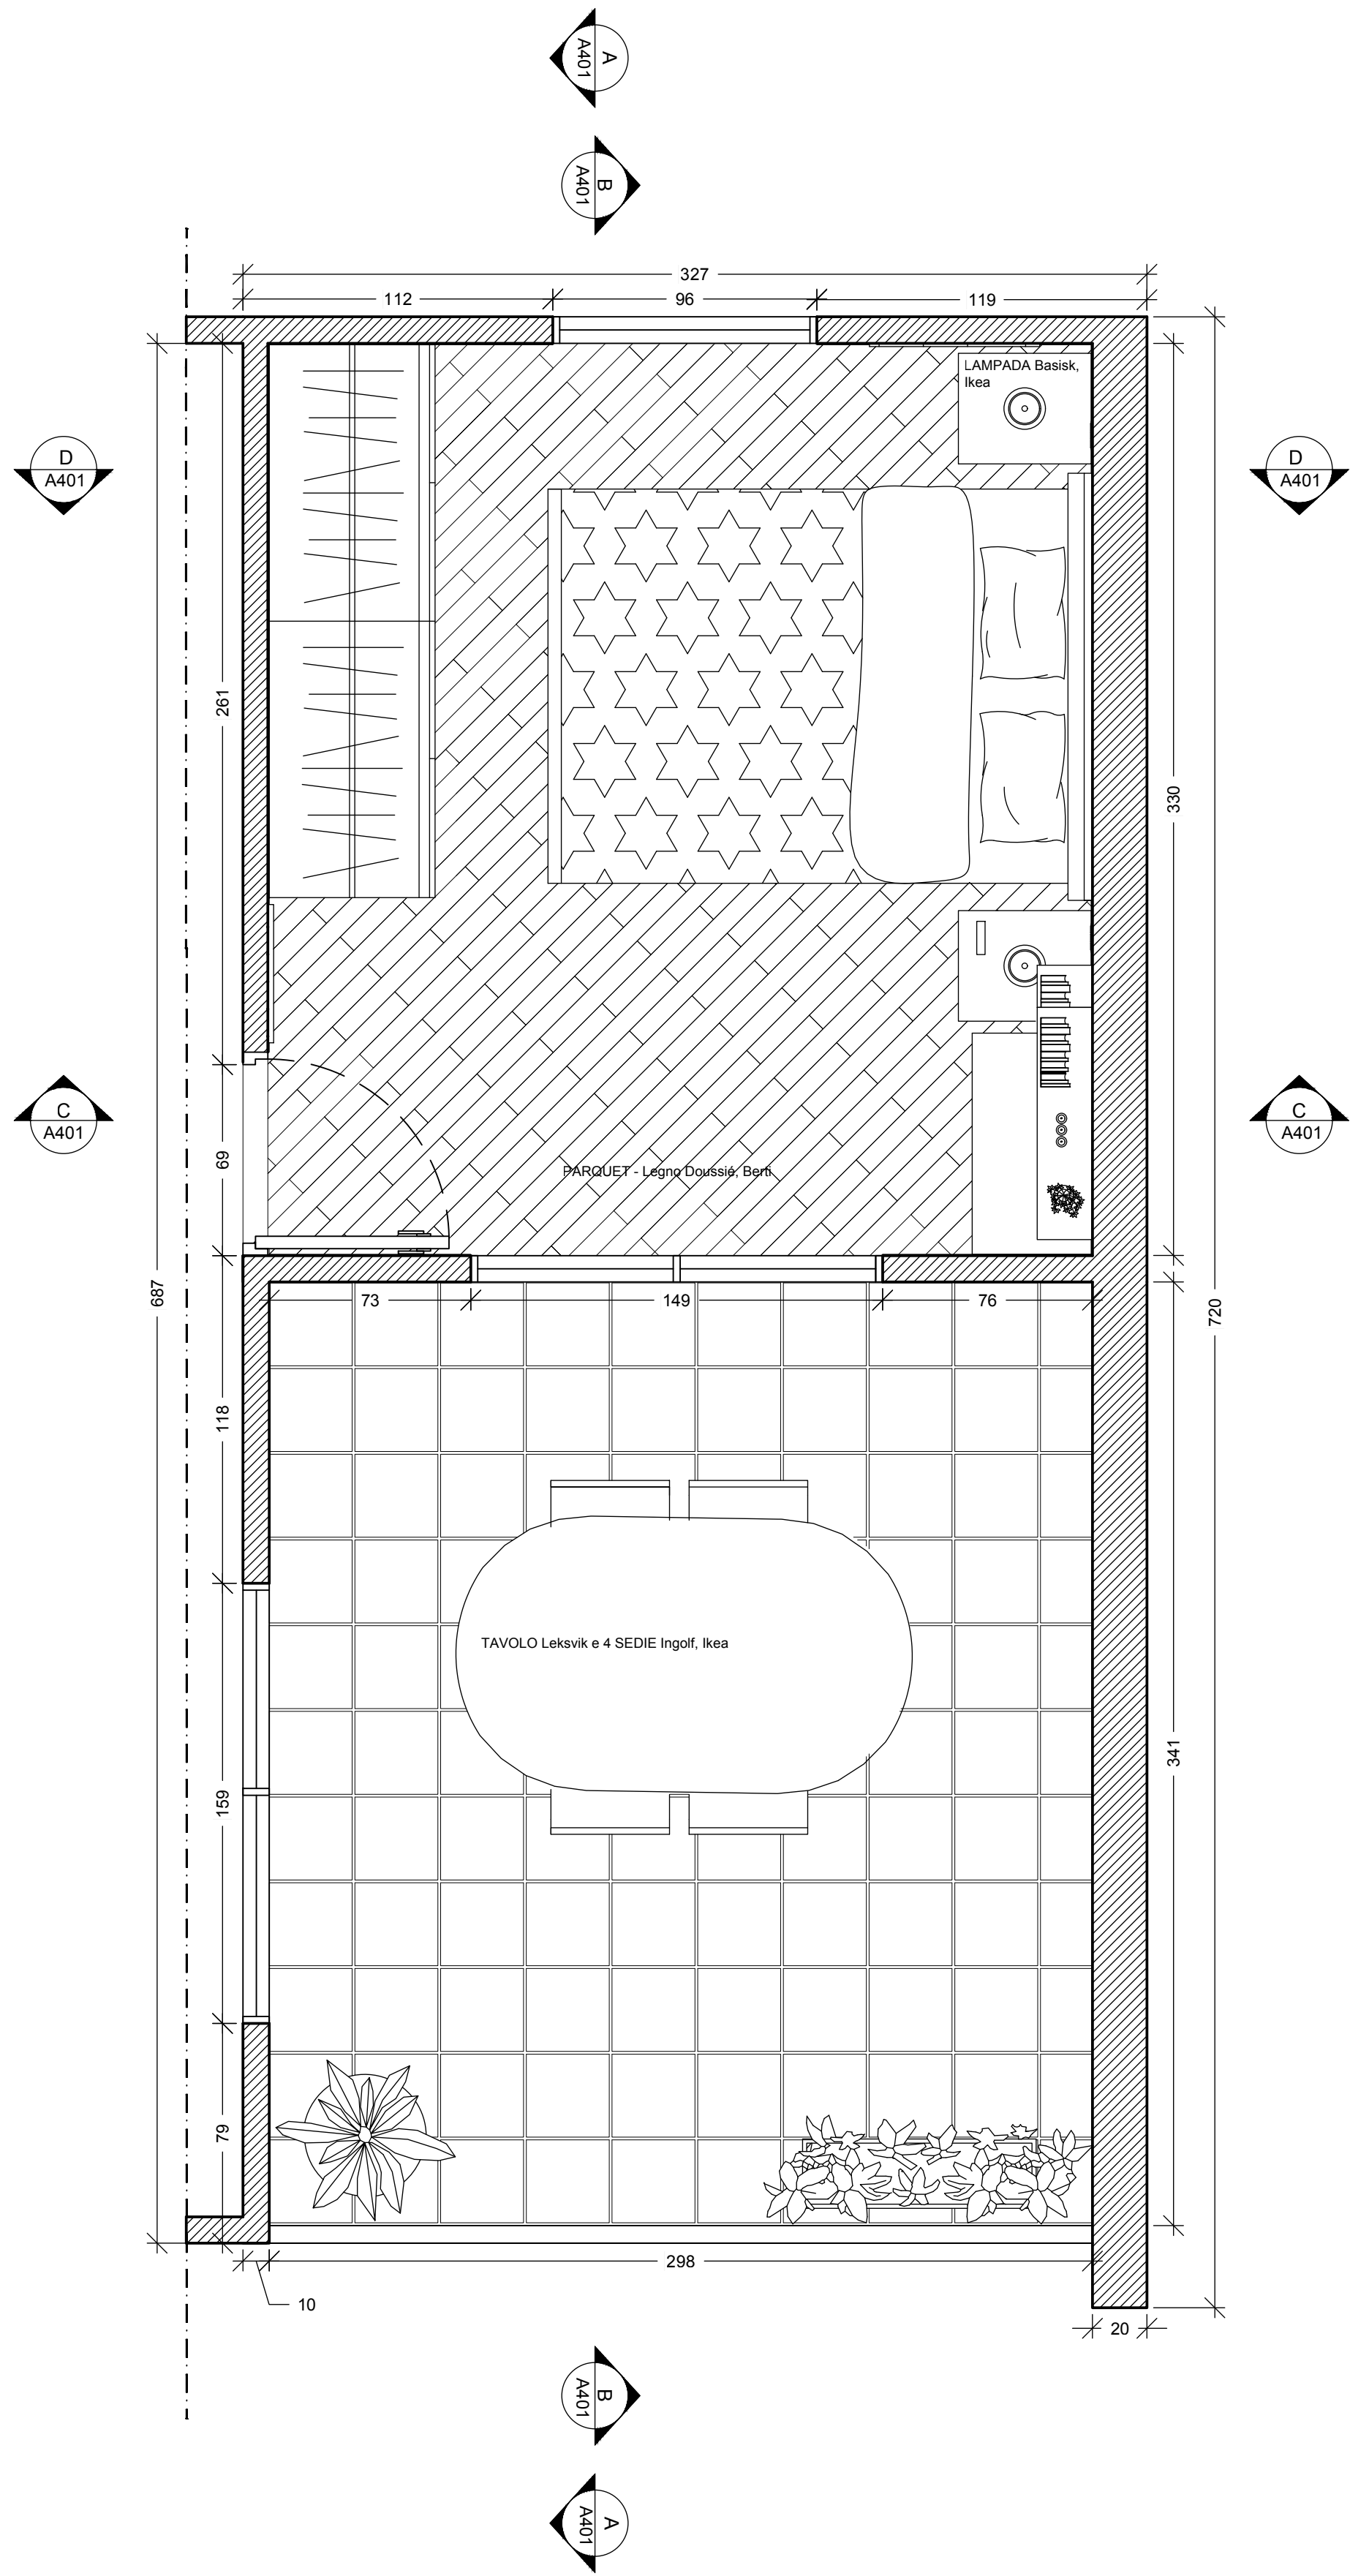 A
A401
B
A401
327
112
96
119
LAMPADA Basisk,
Ikea
D
A401
D
A401
261
330
C
A401
C
A401
69
PARQUET - Legno Doussié, Berti
687
73
149
76
720
118
TAVOLO Leksvik e 4 SEDIE Ingolf, Ikea
341
159
79
298
10
20
B
A401
A
A401